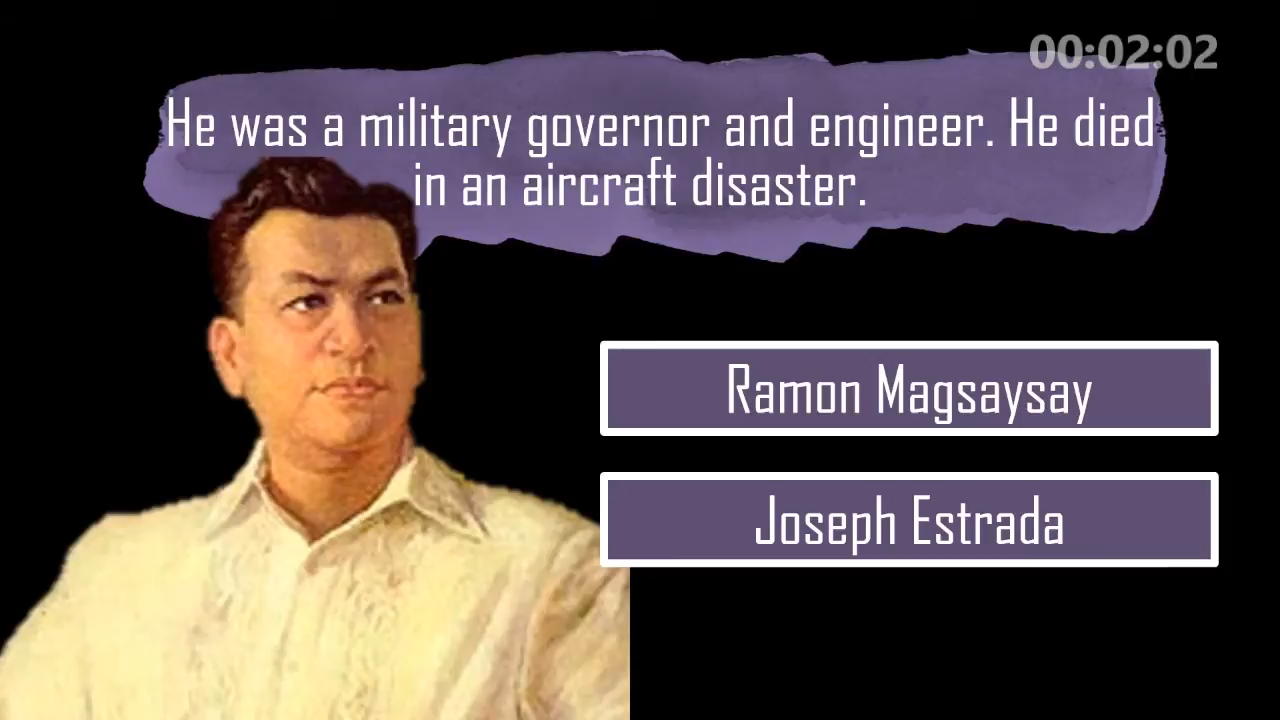 00:02:02
He was a military governor and engineer. He died
in an aircraft disaster.
Ramon Magsaysay
Joseph Estrada